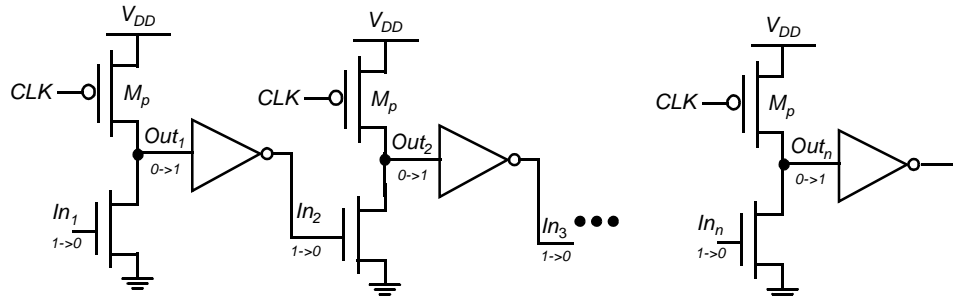 V_DD
V_DD
V_DD
CLK
M_p
CLK
M_p
CLK
M_p
Out_1
0->1
Out_2
0->1
Out_n
0->1
In_1
1->0
In_2
1->0
In_3
1->0
In_n
1->0